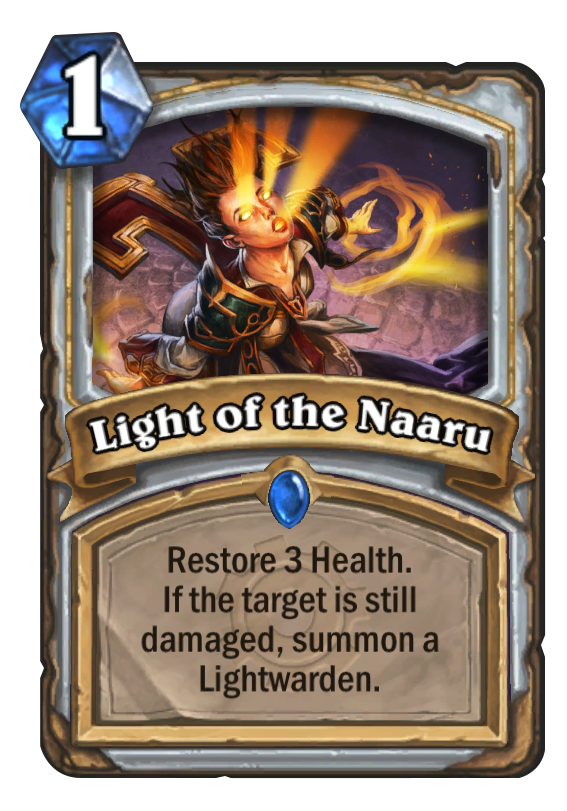 1
Light of the Naaru
Restore 3 Health.
If the target is still
damaged, summon a
Lightwarden.